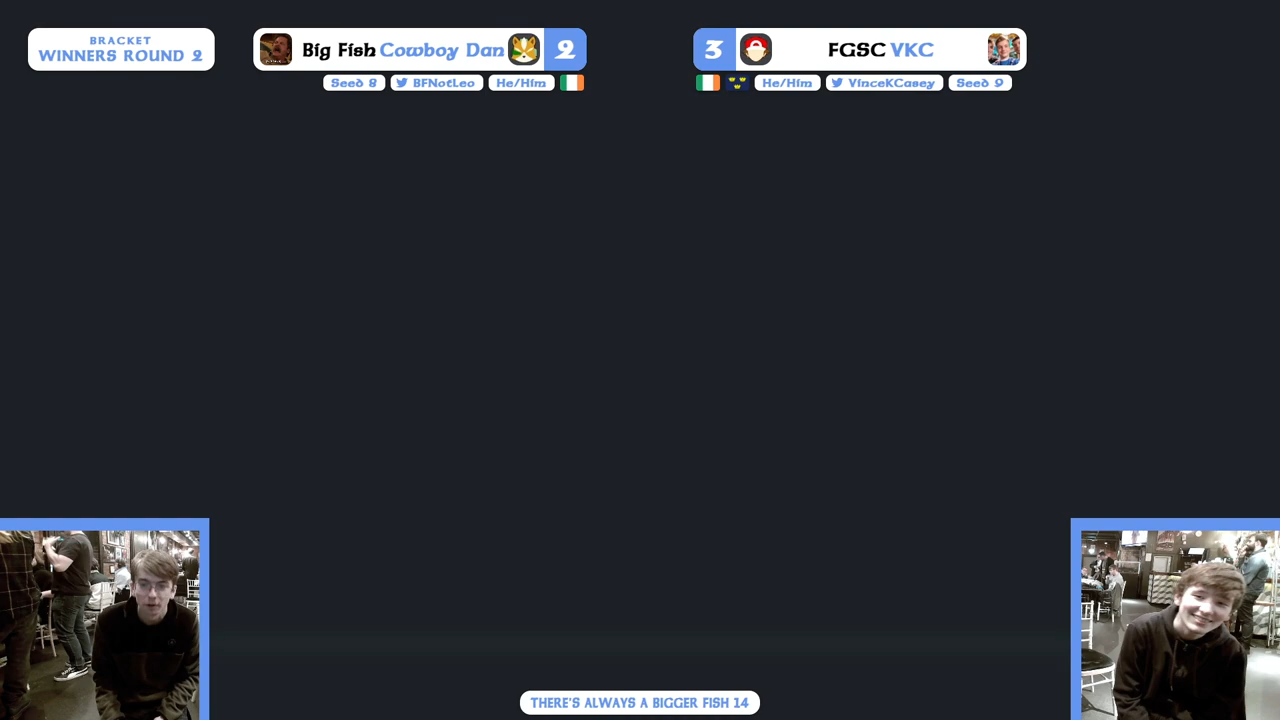 BRACKET
WINNERS ROUND 2
Big Fish Cowboy Dan 2
Seed 8 BFNotLeo He/Him
3 FGSC VKC
He/Him VinceKCasey Seed 9
THERE'S ALWAYS A BIGGER FISH 14